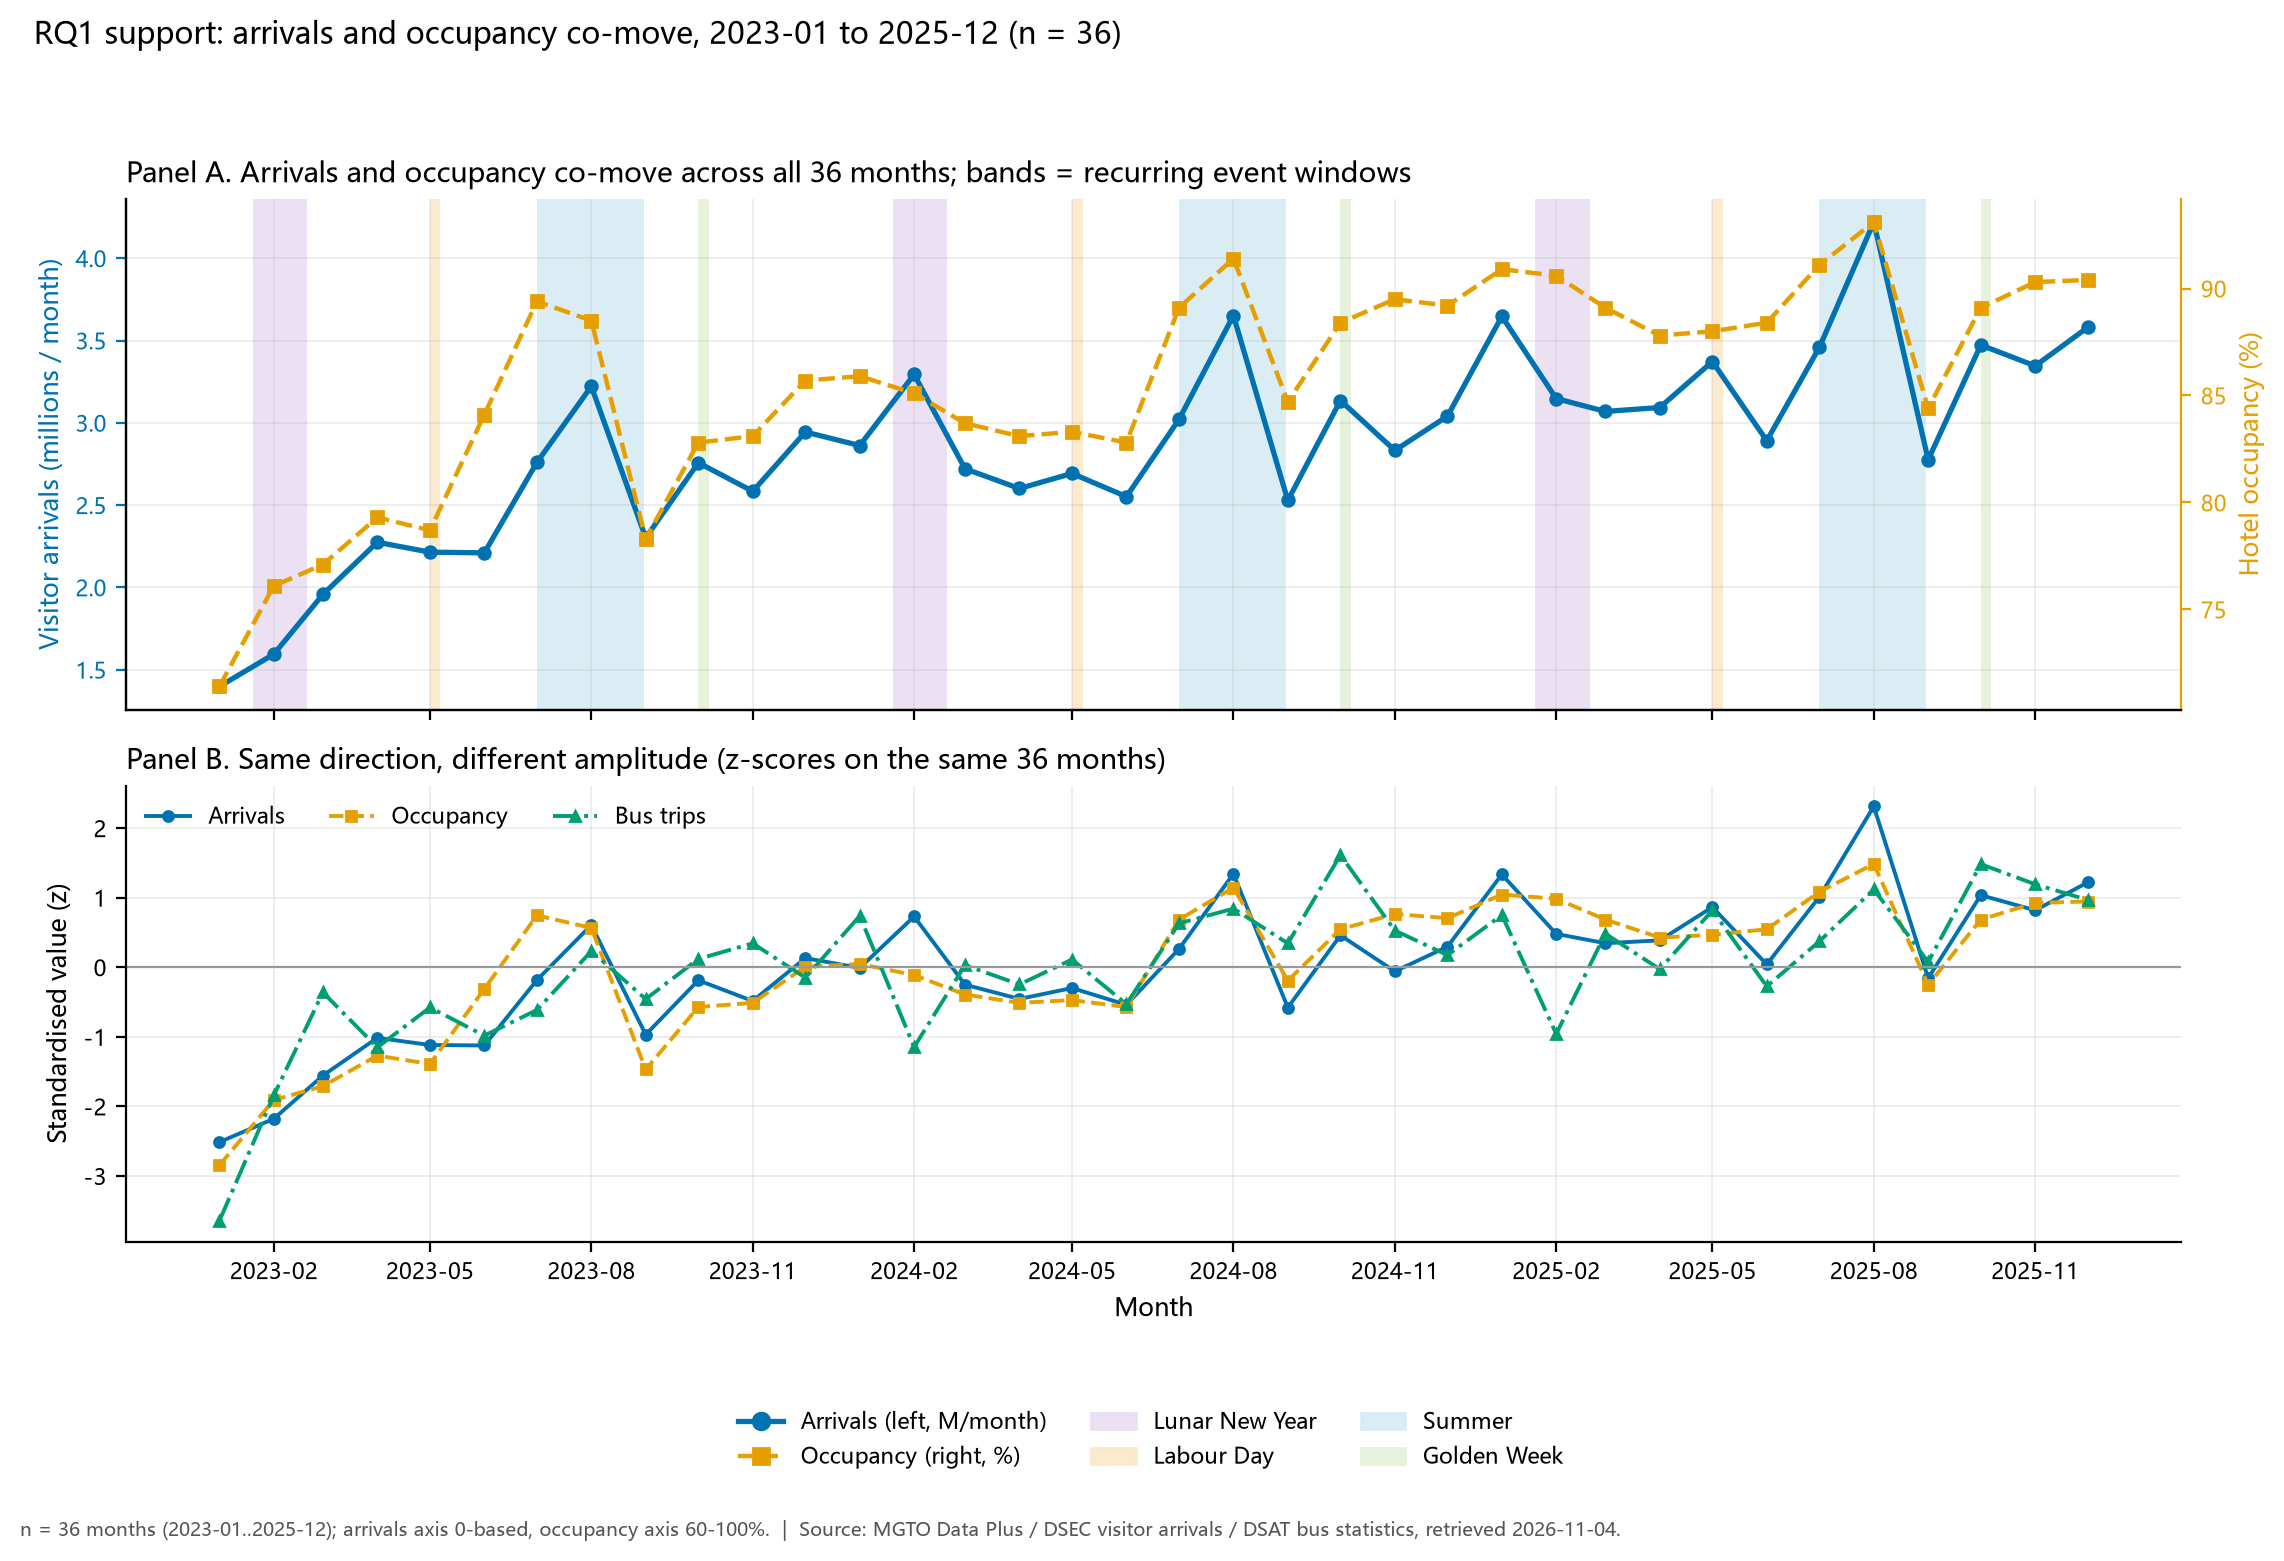 RQ1 support: arrivals and occupancy co-move, 2023-01 to 2025-12 (n = 36)
Panel A. Arrivals and occupancy co-move across all 36 months; bands = recurring event windows
Visitor arrivals (millions / month)
4.0
3.5
3.0
2.5
2.0
1.5
90
85
80
75
Hotel occupancy (%)
Panel B. Same direction, different amplitude (z-scores on the same 36 months)
Arrivals Occupancy Bus trips
Standardised value (z)
2
1
0
-1
-2
-3
2023-02 2023-05 2023-08 2023-11 2024-02 2024-05 2024-08 2024-11 2025-02 2025-05 2025-08 2025-11
Month
Arrivals (left, M/month) Lunar New Year Summer
Occupancy (right, %) Labour Day Golden Week
n = 36 months (2023-01..2025-12); arrivals axis 0-based, occupancy axis 60-100%. | Source: MGTO Data Plus / DSEC visitor arrivals / DSAT bus statistics, retrieved 2026-11-04.